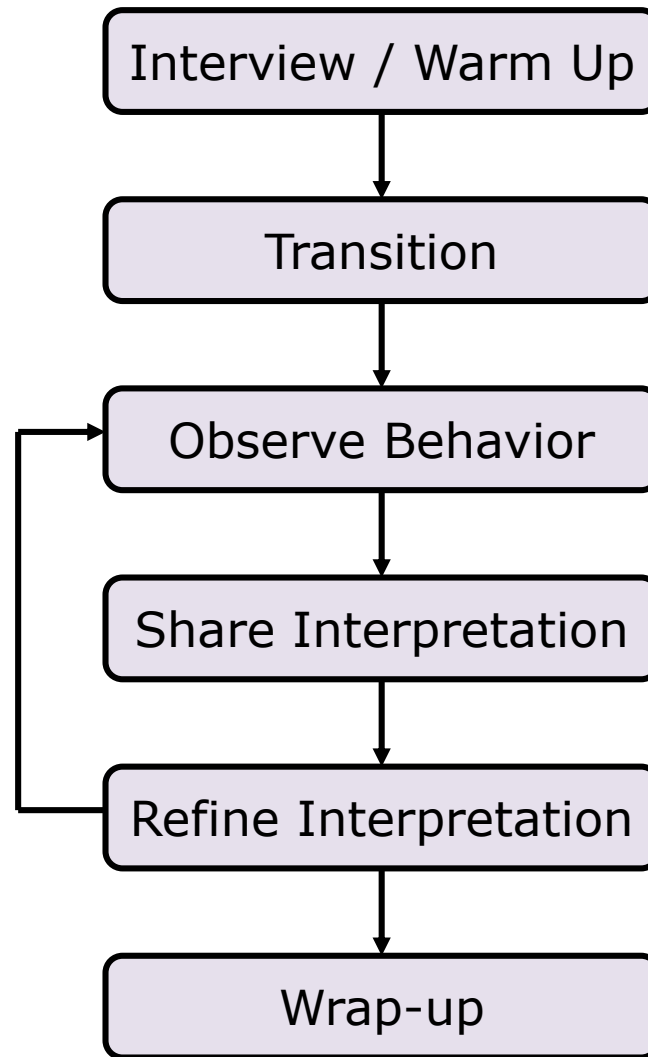 Interview / Warm Up
Transition
Observe Behavior
Share Interpretation
Refine Interpretation
Wrap-up